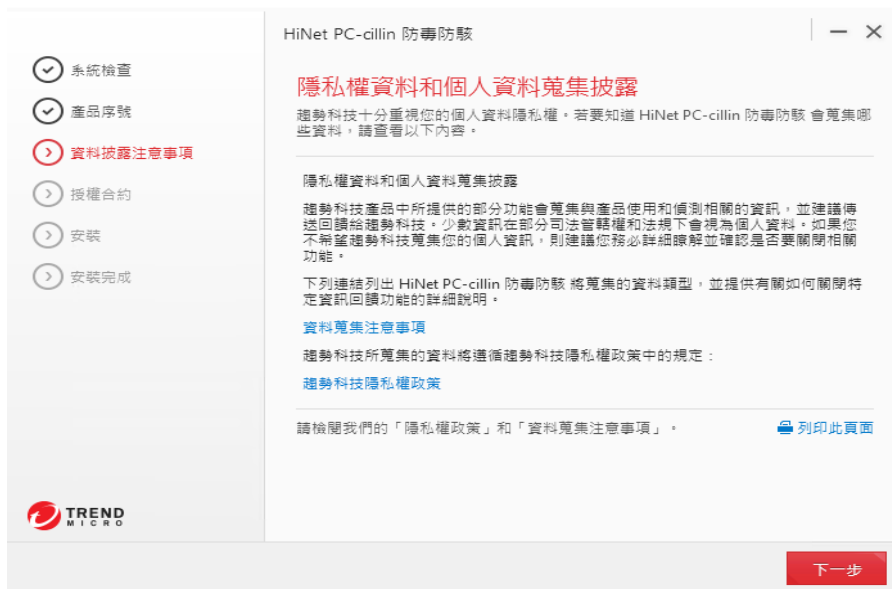 HiNet PC-cillin 防毒防駭
系統檢查
產品序號
資料披露注意事項
授權合約
安裝
安裝完成
隱私權資料和個人資料蒐集披露
趨勢科技十分重視您的個人資料隱私權。若要知道 HiNet PC-cillin 防毒防駭 會蒐集哪
些資料，請查看以下內容。
隱私權資料和個人資料蒐集披露
趨勢科技產品中所提供的部分功能會蒐集與產品使用和偵測相關的資訊，並建議傳
送回饋給趨勢科技。少數資訊在部分司法管轄權和法規下會視為個人資料。如果您
不希望趨勢科技蒐集您的個人資訊，則建議您務必詳細瞭解並確認是否要關閉相關
功能。
下列連結列出 HiNet PC-cillin 防毒防駭 將蒐集的資料類型，並提供有關如何關閉特
定資訊回饋功能的詳細說明。
資料蒐集注意事項
趨勢科技所蒐集的資料將遵循趨勢科技隱私權政策中的規定：
趨勢科技隱私權政策
請檢閱我們的「隱私權政策」和「資料蒐集注意事項」。
列印此頁面
TREND
MICRO
下一步